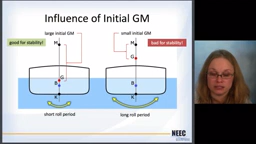 Influence of Initial GM
large initial GM
small initial GM
good for stability!
bad for stability!
M
M
G
G
B
B
K
K
short roll period
long roll period
NEEC